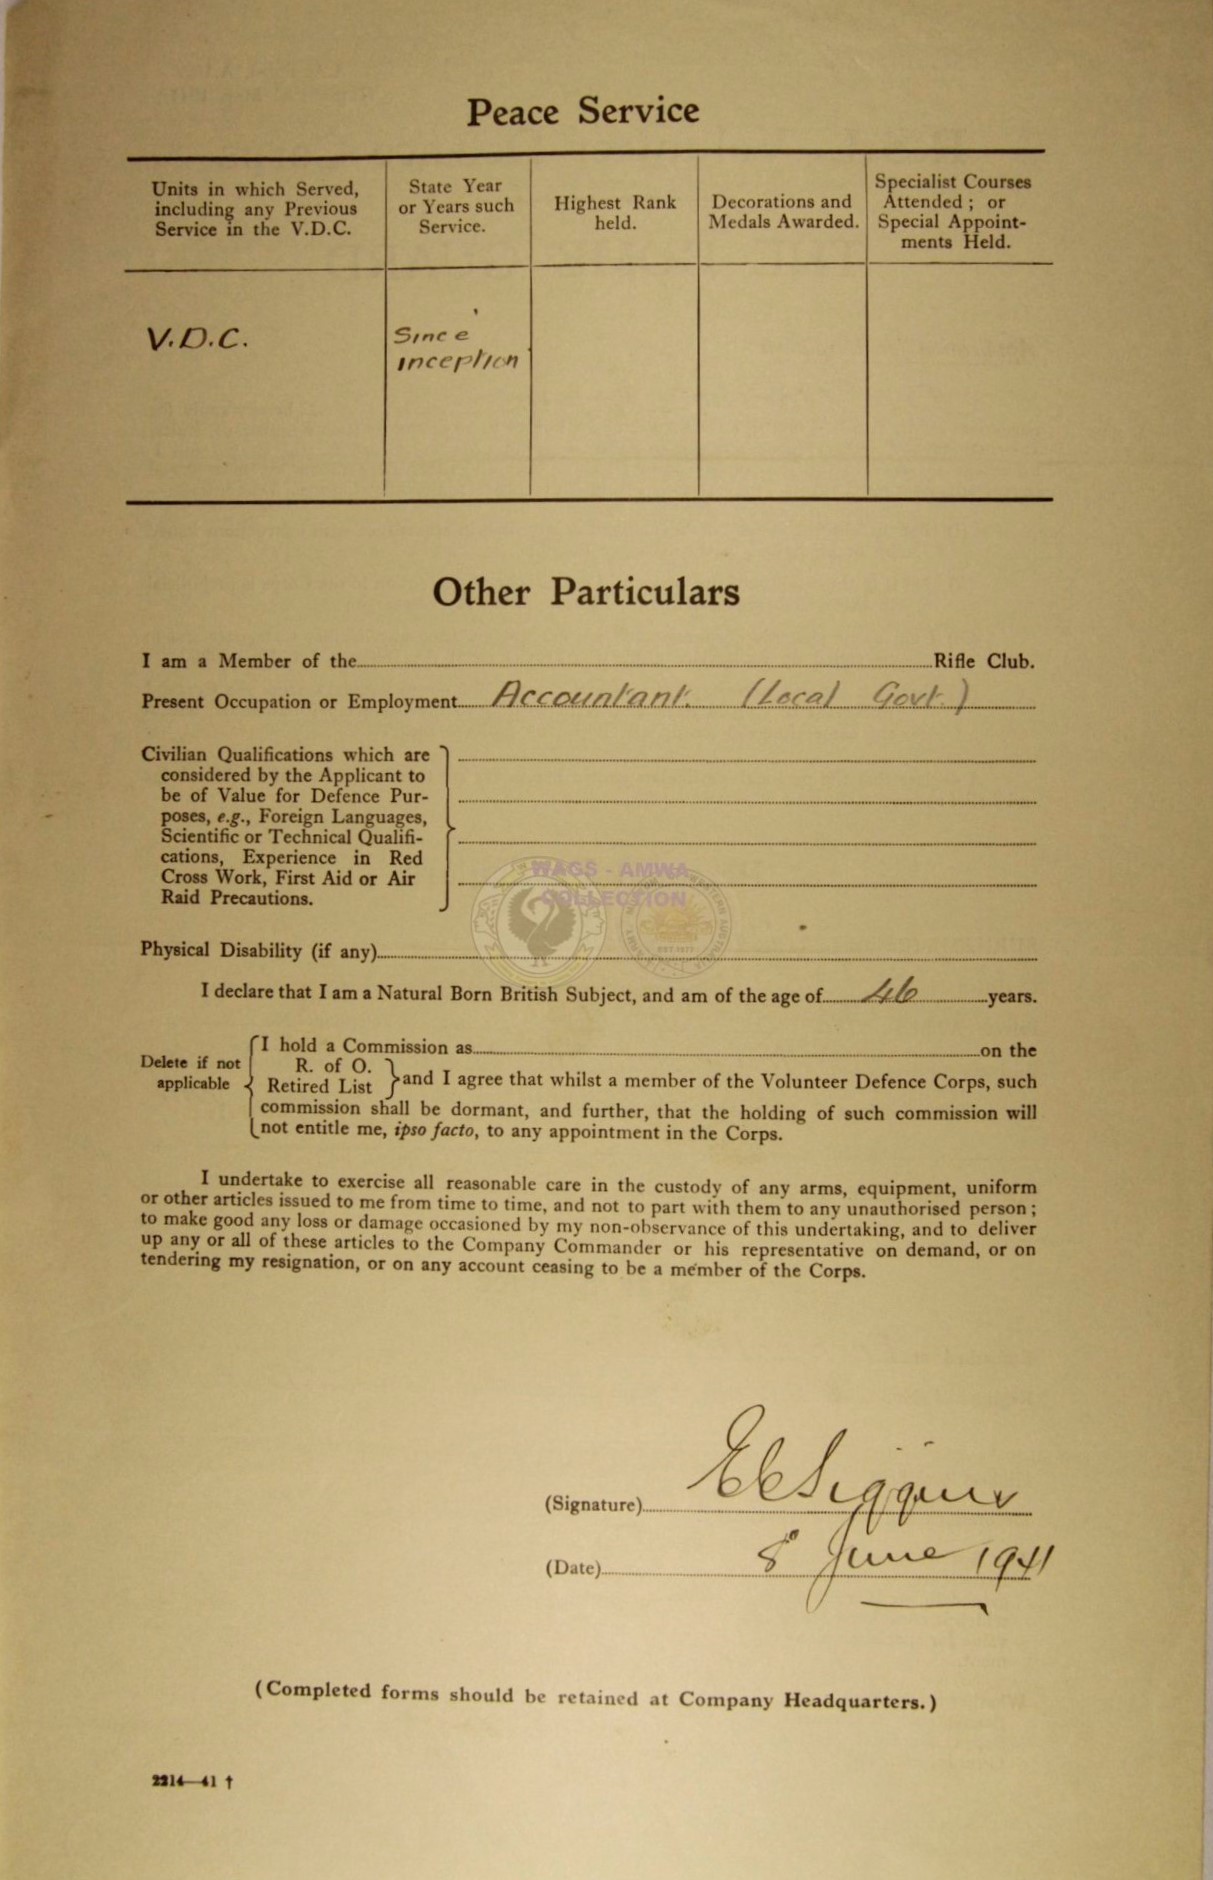 Peace Service
Units in which Served, including any Previous Service in the V.D.C.
State Year or Years such Service.
Highest Rank held.
Decorations and Medals Awarded.
Specialist Courses Attended ; or Special Appoint-ments Held.
V.D.C.
Since
inception
Other Particulars
I am a Member of the Rifle Club.
Present Occupation or Employment Accountant. (Local Govt.)
Civilian Qualifications which are
considered by the Applicant to
be of Value for Defence Pur-
poses, e.g., Foreign Languages,
Scientific or Technical Qualifi-
cations, Experience in Red
Cross Work, First Aid or Air
Raid Precautions.
WAGS - AMWA
COLLECTION
Physical Disability (if any)
I declare that I am a Natural Born British Subject, and am of the age of 46 years.
Delete if not
applicable
I hold a Commission as on the
R. of O.
Retired List
and I agree that whilst a member of the Volunteer Defence Corps, such
commission shall be dormant, and further, that the holding of such commission will
not entitle me, ipso facto, to any appointment in the Corps.
I undertake to exercise all reasonable care in the custody of any arms, equipment, uniform
or other articles issued to me from time to time, and not to part with them to any unauthorised person ;
to make good any loss or damage occasioned by my non-observance of this undertaking, and to deliver
up any or all of these articles to the Company Commander or his representative on demand, or on
tendering my resignation, or on any account ceasing to be a member of the Corps.
(Signature) E C Siggins
(Date) 8 June 1941
(Completed forms should be retained at Company Headquarters.)
2214—41 †